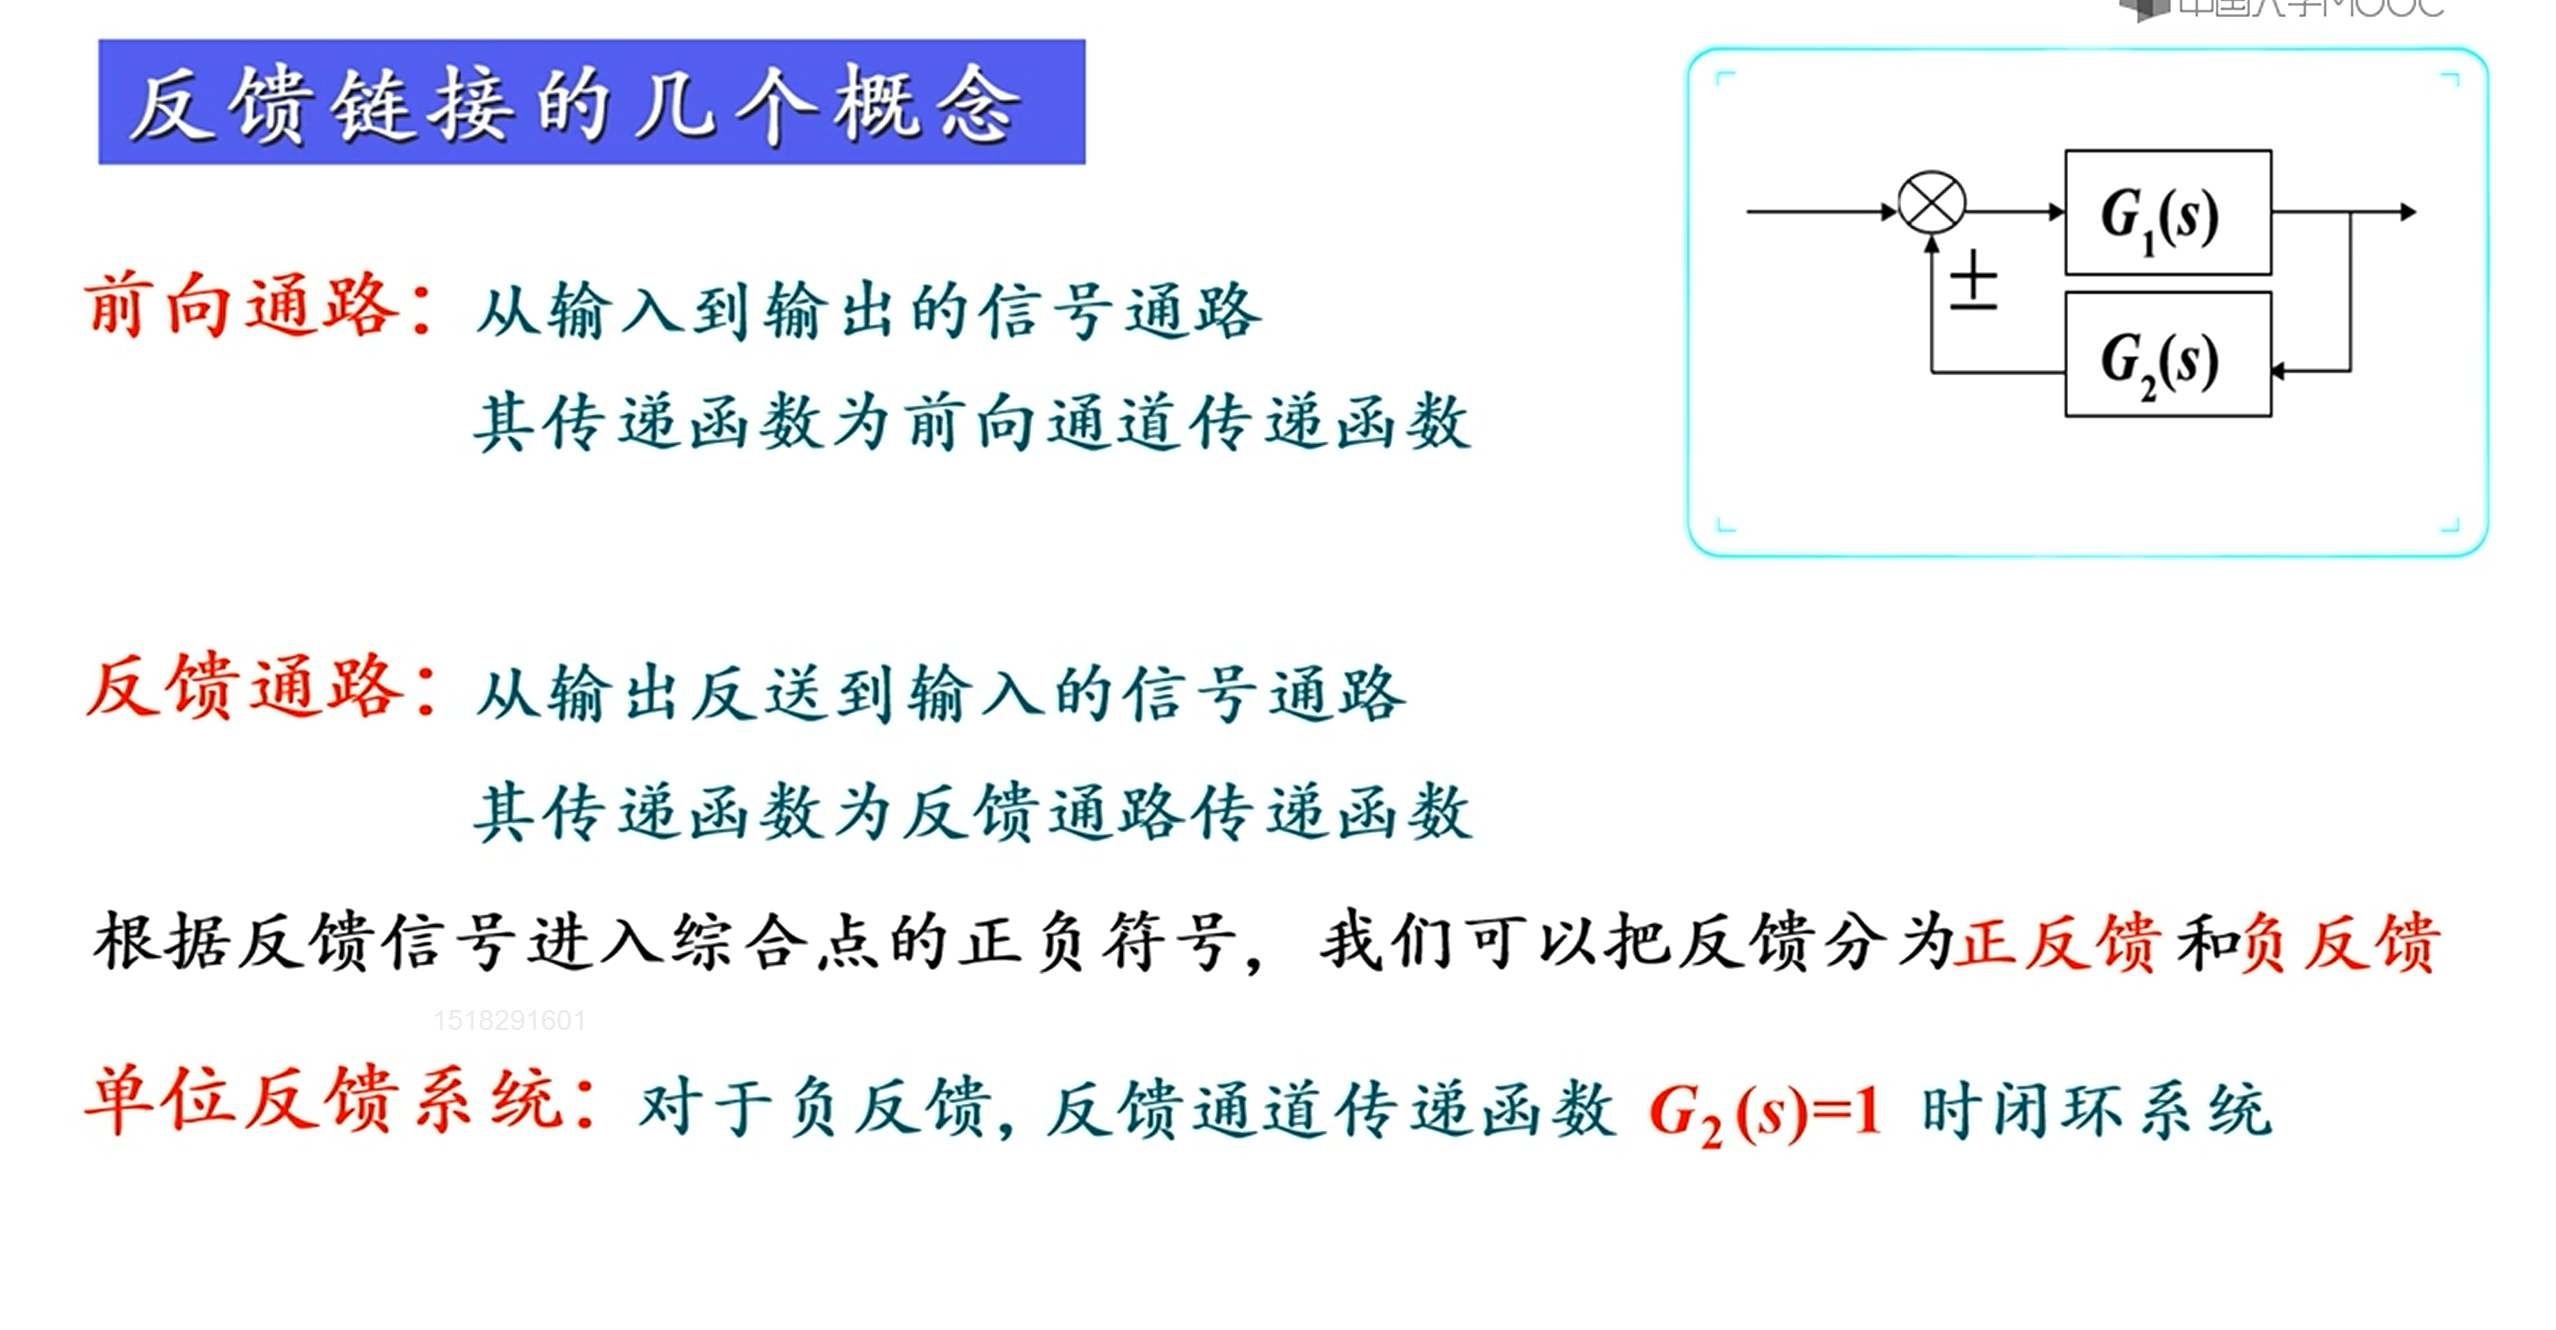 中国大学MOOC
反馈链接的几个概念
前向通路：从输入到输出的信号通路
其传递函数为前向通道传递函数
G1(s)
±
G2(s)
反馈通路：从输出反送到输入的信号通路
其传递函数为反馈通路传递函数
根据反馈信号进入综合点的正负符号，我们可以把反馈分为正反馈和负反馈
1518291601
单位反馈系统：对于负反馈，反馈通道传递函数 G2(s)=1 时闭环系统